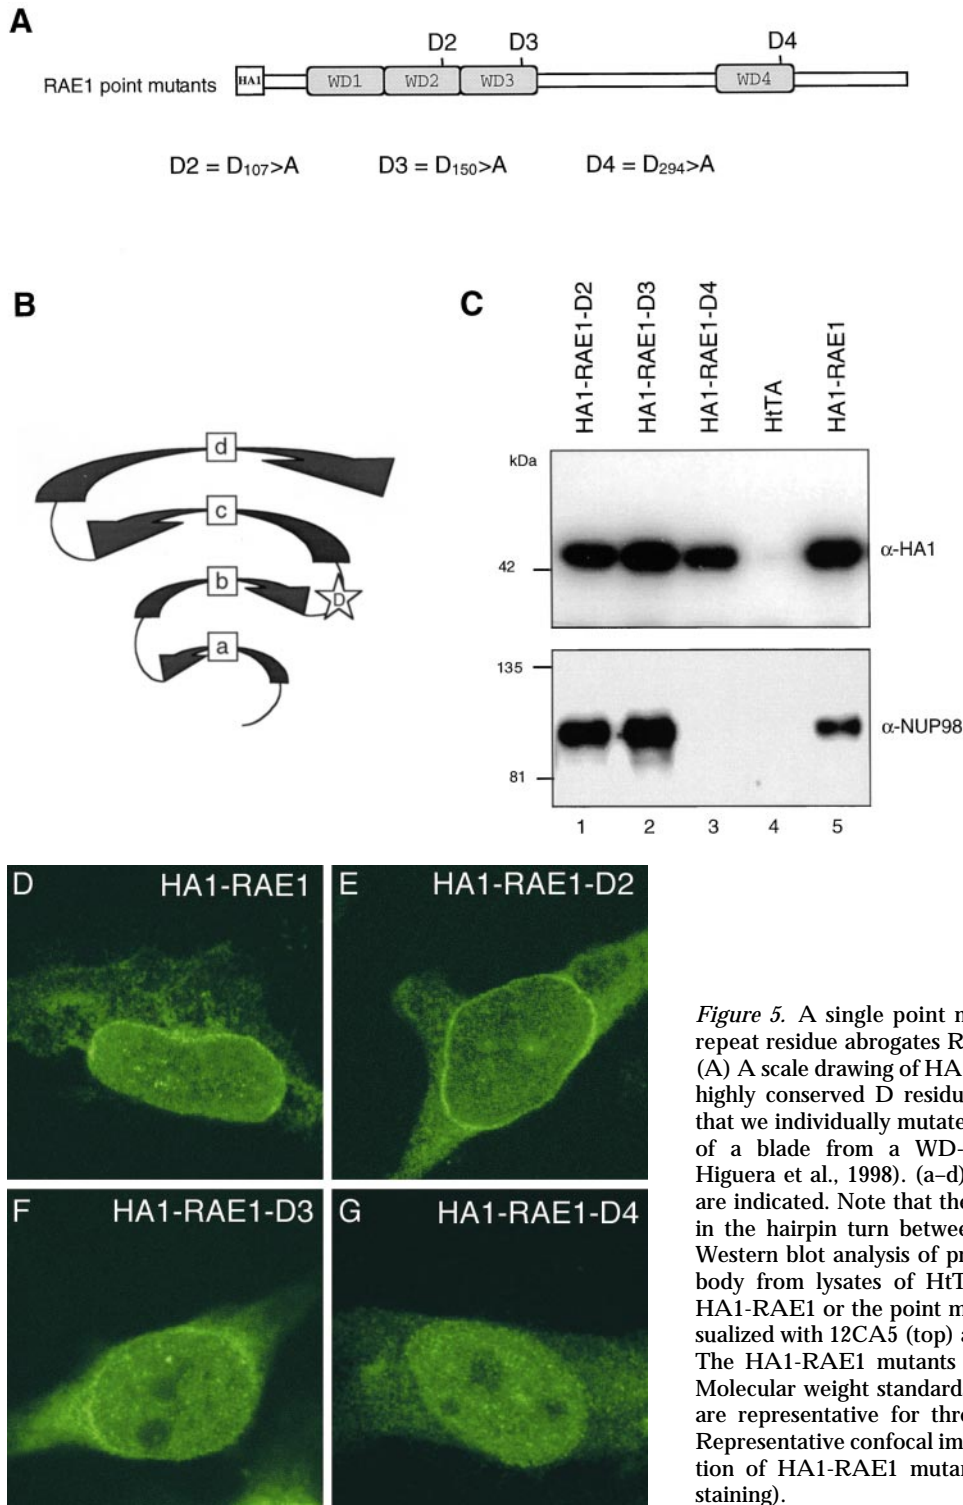 A
D2 D3 D4
RAE1 point mutants HA1 WD1 WD2 WD3 WD4
D2 = D107>A D3 = D150>A D4 = D294>A
B
d
c
b
D
a
C
HA1-RAE1-D2
HA1-RAE1-D3
HA1-RAE1-D4
HtTA
HA1-RAE1
kDa
α-HA1
42
135
α-NUP98
81
1 2 3 4 5
D HA1-RAE1
E HA1-RAE1-D2
F HA1-RAE1-D3
G HA1-RAE1-D4
Figure 5. A single point m
repeat residue abrogates R
(A) A scale drawing of HA
highly conserved D residu
that we individually mutate
of a blade from a WD-
Higuera et al., 1998). (a–d)
are indicated. Note that the
in the hairpin turn betwee
Western blot analysis of pr
body from lysates of HtT
HA1-RAE1 or the point m
sualized with 12CA5 (top) a
The HA1-RAE1 mutants
Molecular weight standard
are representative for thre
Representative confocal im
tion of HA1-RAE1 mutan
staining).